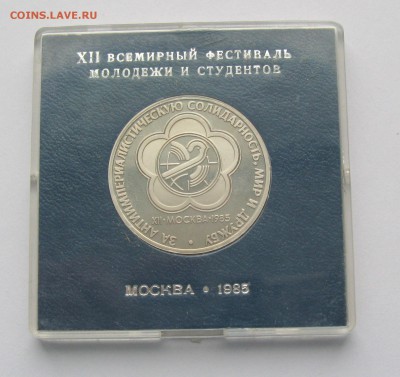 COINS.LAVE.RU
XII ВСЕМИРНЫЙ ФЕСТИВАЛЬ
МОЛОДЕЖИ И СТУДЕНТОВ
ЗА АНТИИМПЕРИАЛИСТИЧЕСКУЮ СОЛИДАРНОСТЬ, МИР И ДРУЖБУ
XII•МОСКВА•1985
МОСКВА • 1985